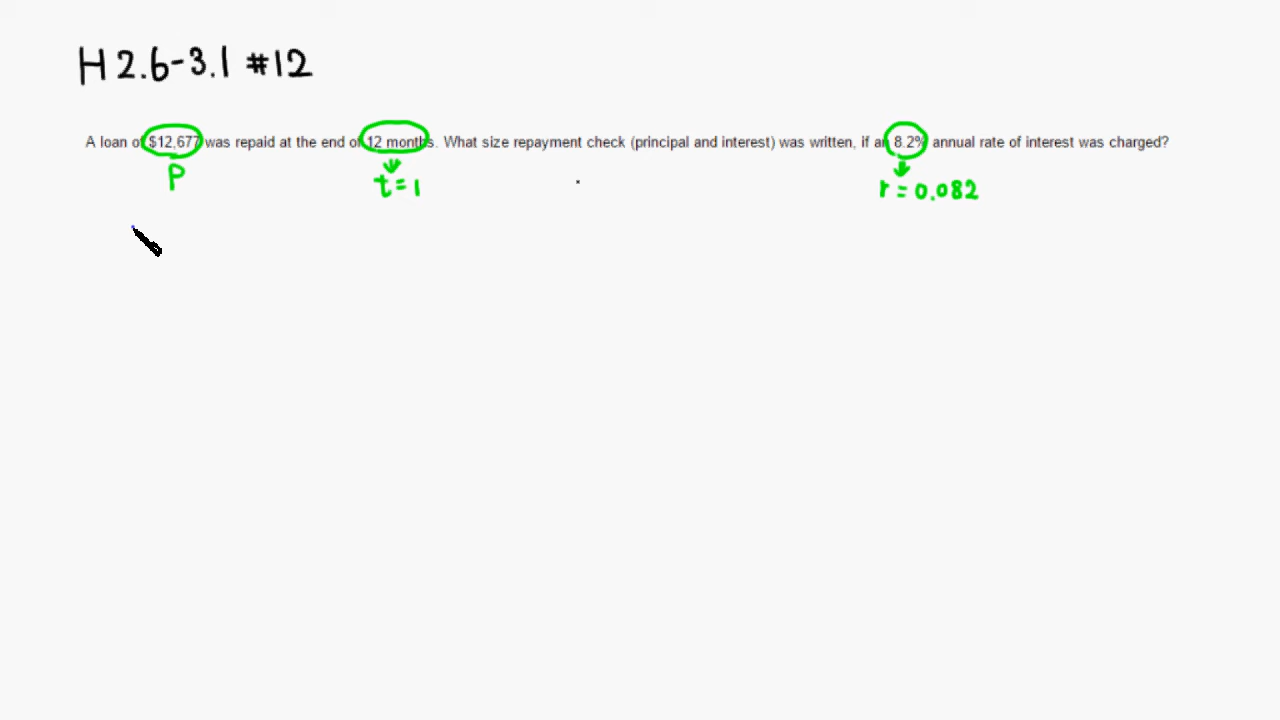 H 2.6-3.1 #12
A loan of $12,677 was repaid at the end of 12 months. What size repayment check (principal and interest) was written, if an 8.2% annual rate of interest was charged?
P
t = 1
r = 0.082